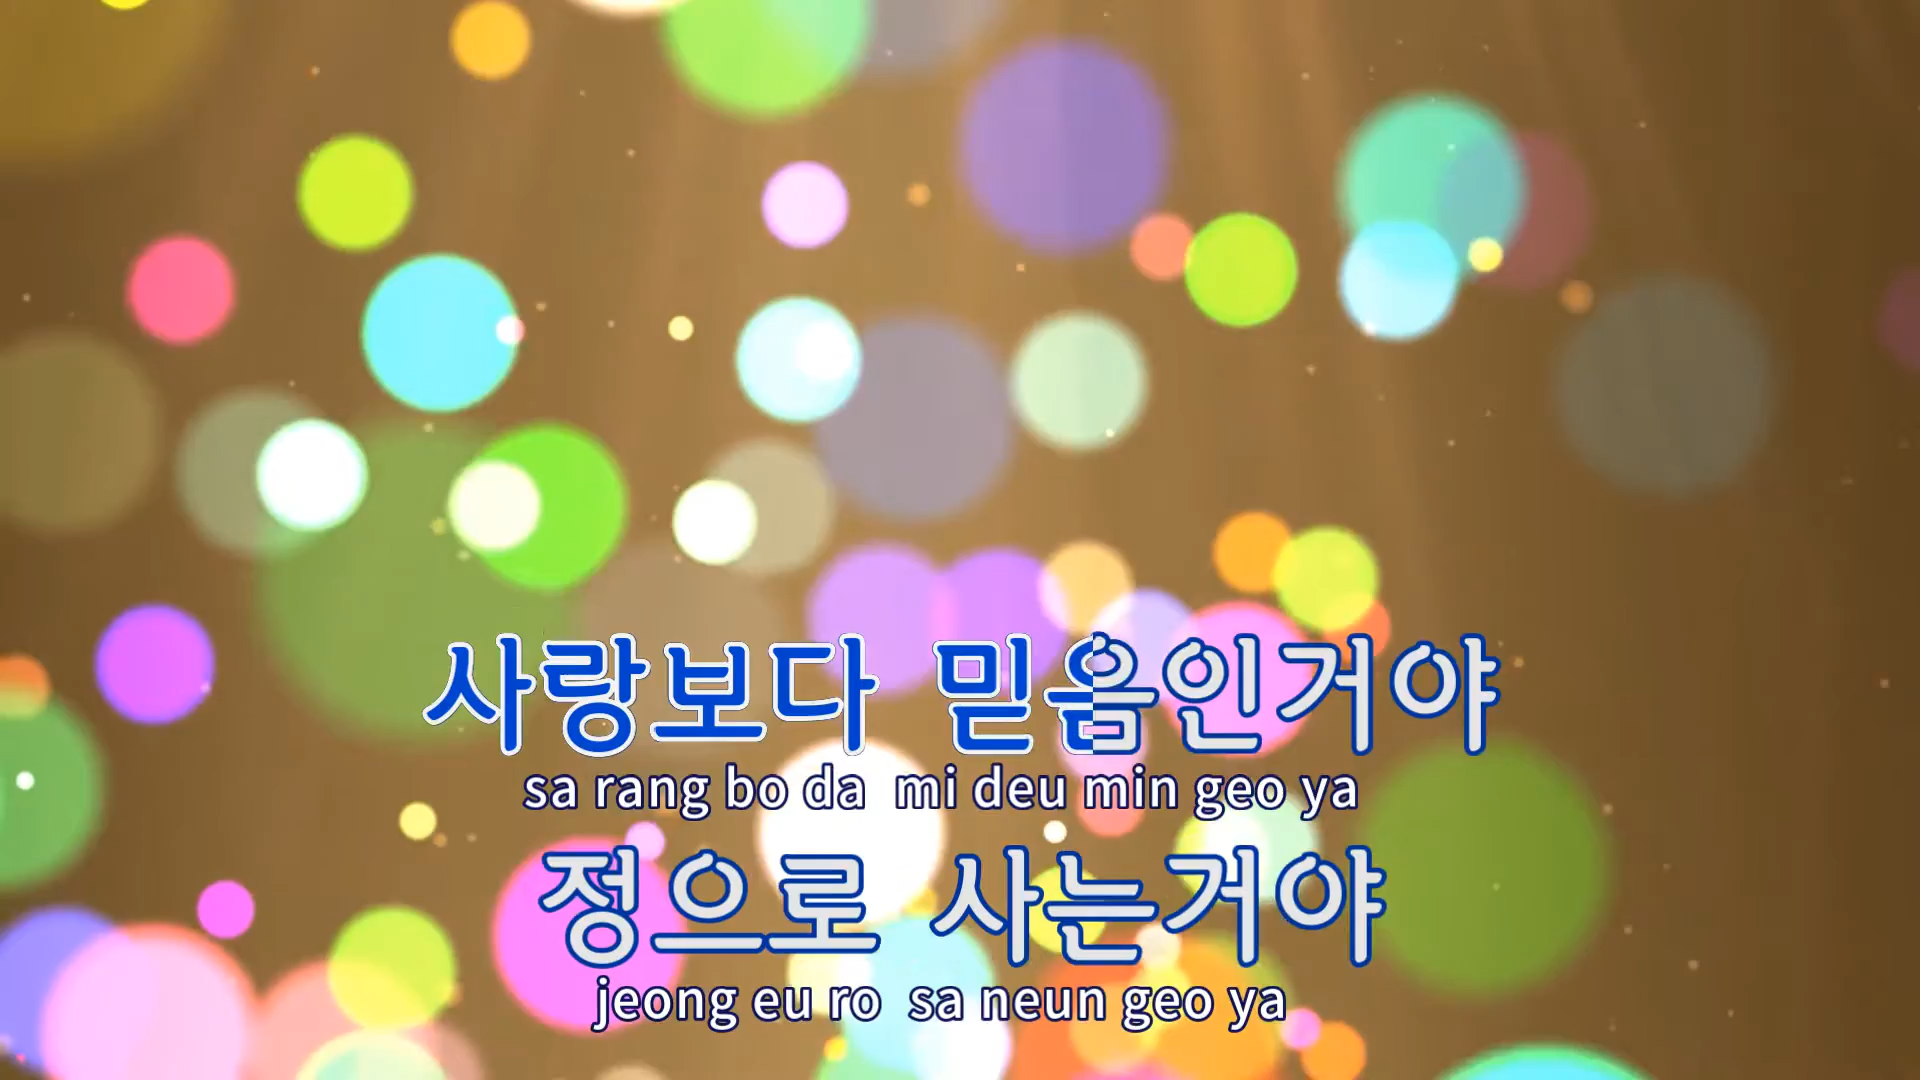 사랑보다 믿음인거야
sa rang bo da mi deu min geo ya
정으로 사는거야
jeong eu ro sa neun geo ya